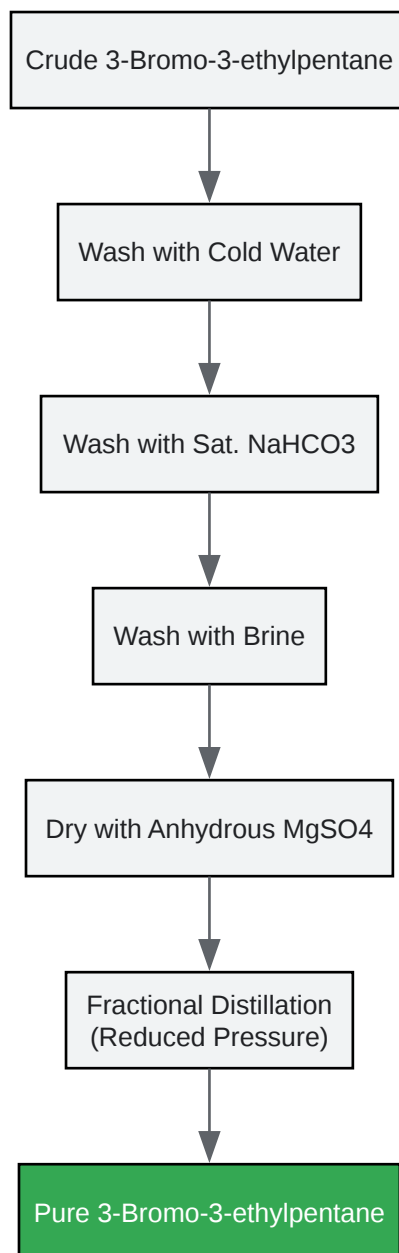 Crude 3-Bromo-3-ethylpentane
Wash with Cold Water
Wash with Sat. NaHCO3
Wash with Brine
Dry with Anhydrous MgSO4
Fractional Distillation
(Reduced Pressure)
Pure 3-Bromo-3-ethylpentane